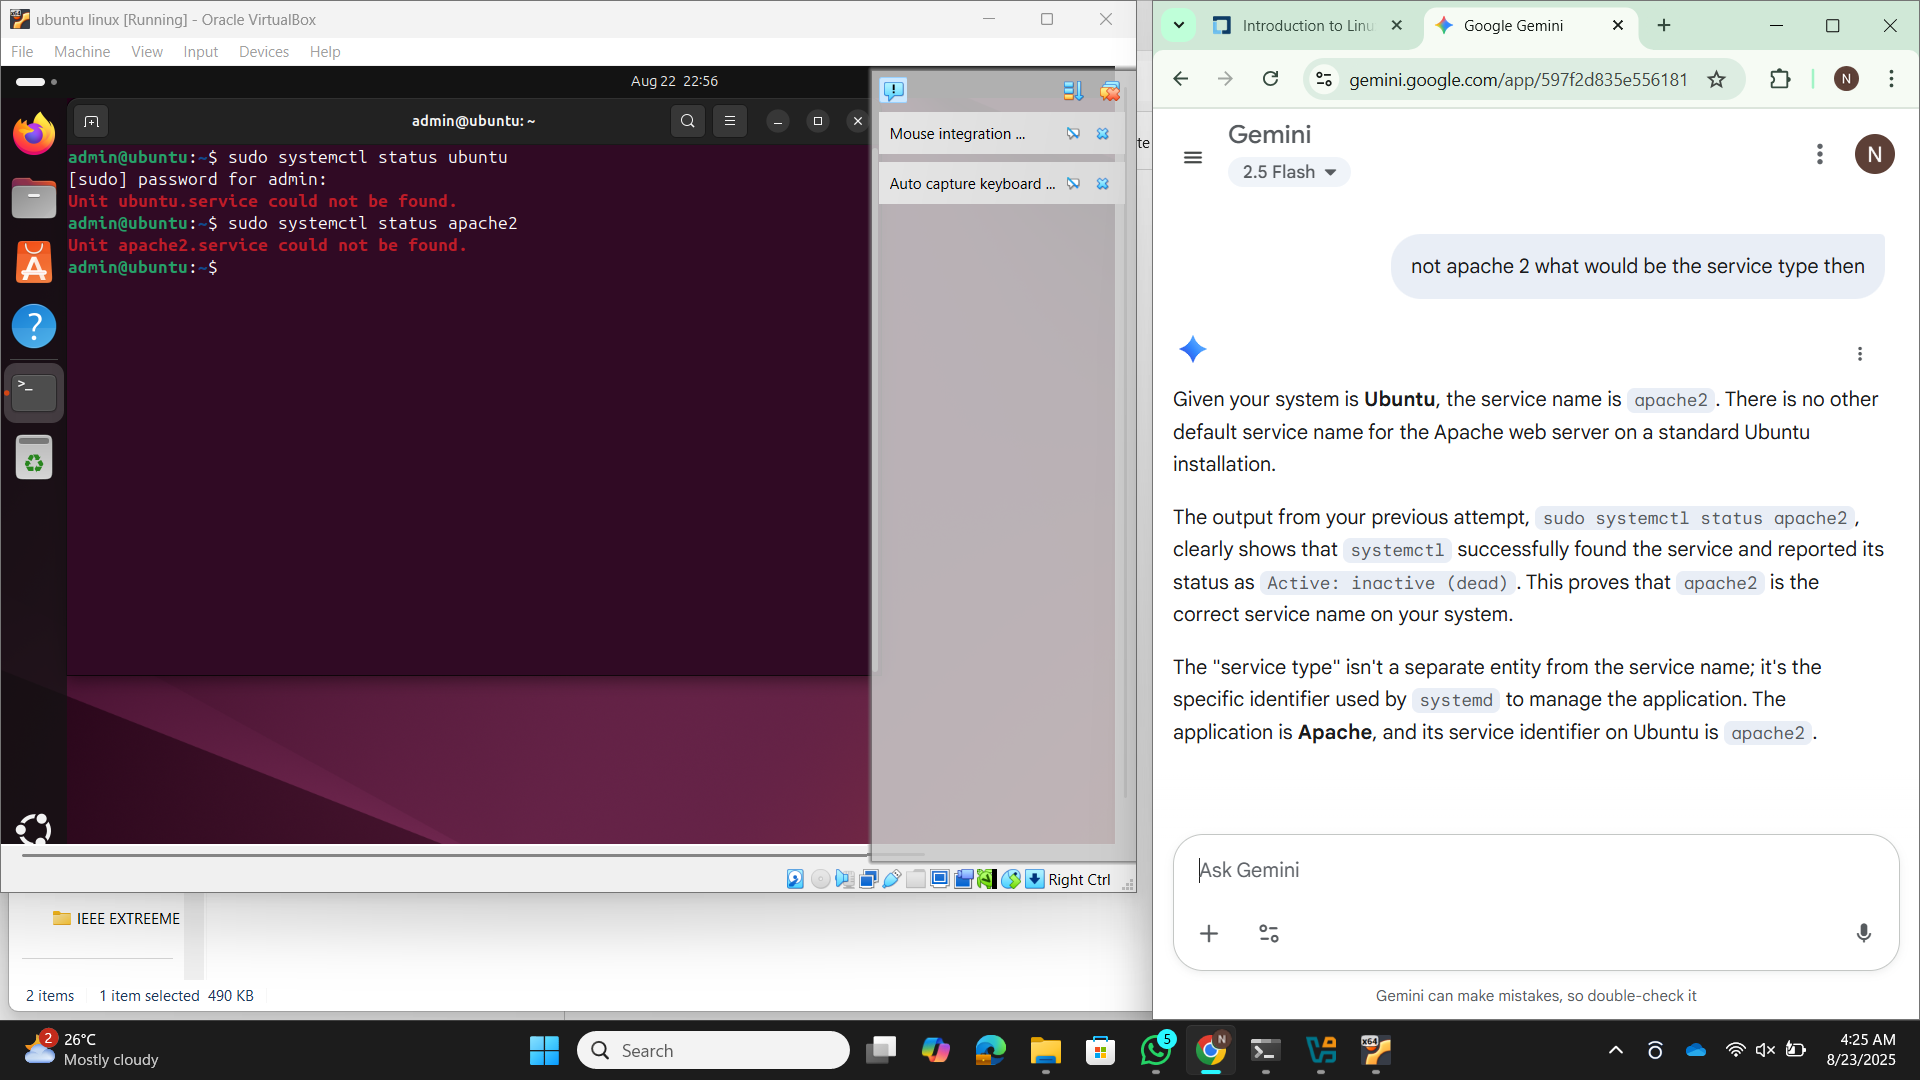 ubuntu linux [Running] - Oracle VirtualBox
File Machine View Input Devices Help
Aug 22 22:56
admin@ubuntu: ~
admin@ubuntu:~$ sudo systemctl status ubuntu
[sudo] password for admin:
Unit ubuntu.service could not be found.
admin@ubuntu:~$ sudo systemctl status apache2
Unit apache2.service could not be found.
admin@ubuntu:~$
Mouse integration ...
Auto capture keyboard ...
Right Ctrl
te
IEEE EXTREEME
2 items 1 item selected 490 KB
Introduction to Linu
Google Gemini
gemini.google.com/app/597f2d835e556181
N
Gemini
2.5 Flash
N
not apache 2 what would be the service type then
Given your system is Ubuntu, the service name is apache2. There is no other
default service name for the Apache web server on a standard Ubuntu
installation.
The output from your previous attempt, sudo systemctl status apache2,
clearly shows that systemctl successfully found the service and reported its
status as Active: inactive (dead). This proves that apache2 is the
correct service name on your system.
The "service type" isn't a separate entity from the service name; it's the
specific identifier used by systemd to manage the application. The
application is Apache, and its service identifier on Ubuntu is apache2.
Ask Gemini
Gemini can make mistakes, so double-check it
2
26°C
Mostly cloudy
Search
5
N
x64
4:25 AM
8/23/2025